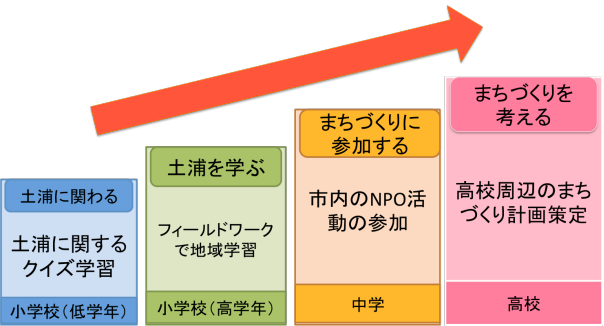 土浦に関わる
土浦に関する
クイズ学習
小学校(低学年)
土浦を学ぶ
フィールドワーク
で地域学習
小学校(高学年)
まちづくりに
参加する
市内のNPO活
動の参加
中学
まちづくりを
考える
高校周辺のまち
づくり計画策定
高校